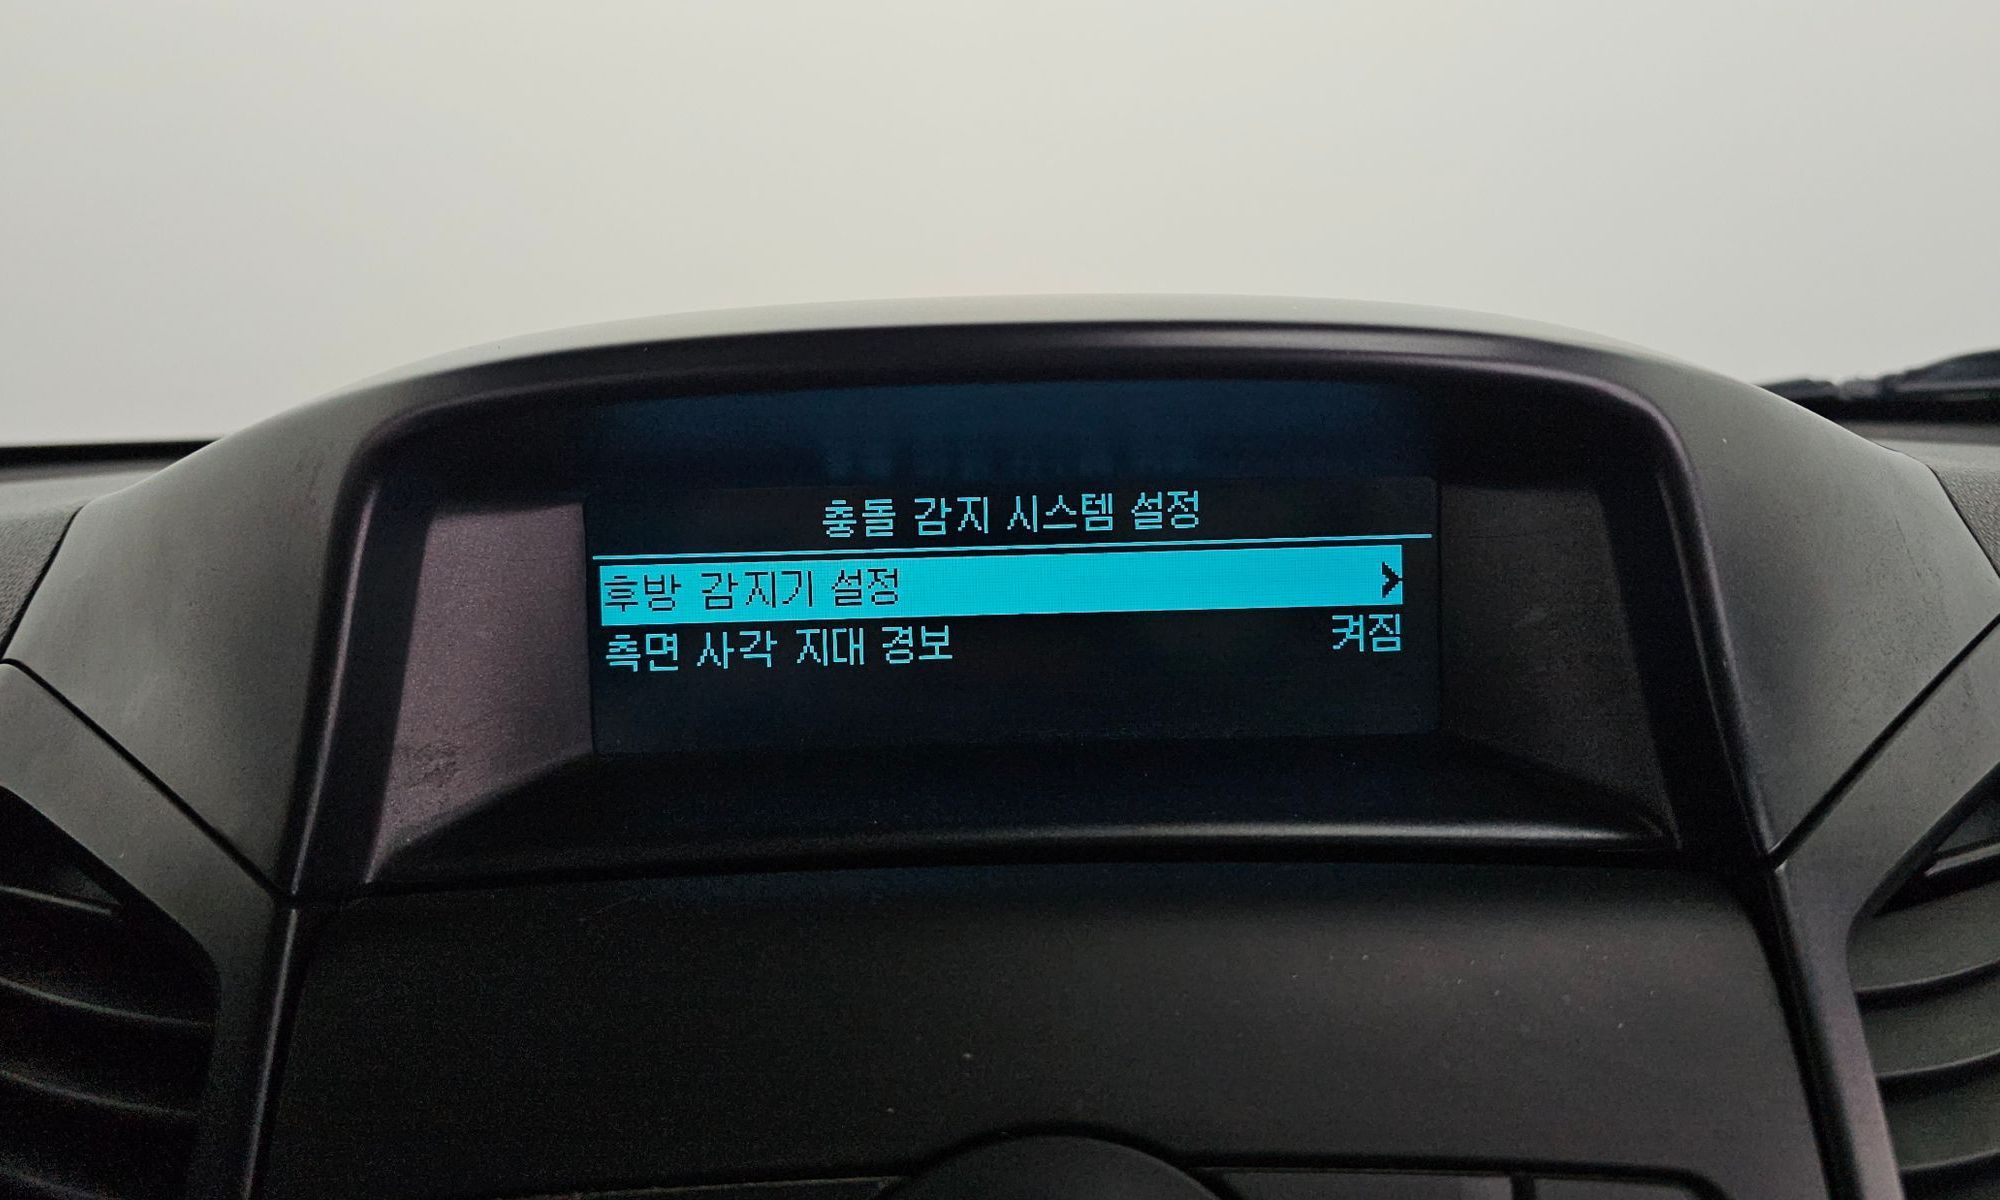 충돌 감지 시스템 설정
후방 감지기 설정 >
측면 사각 지대 경보 켜짐